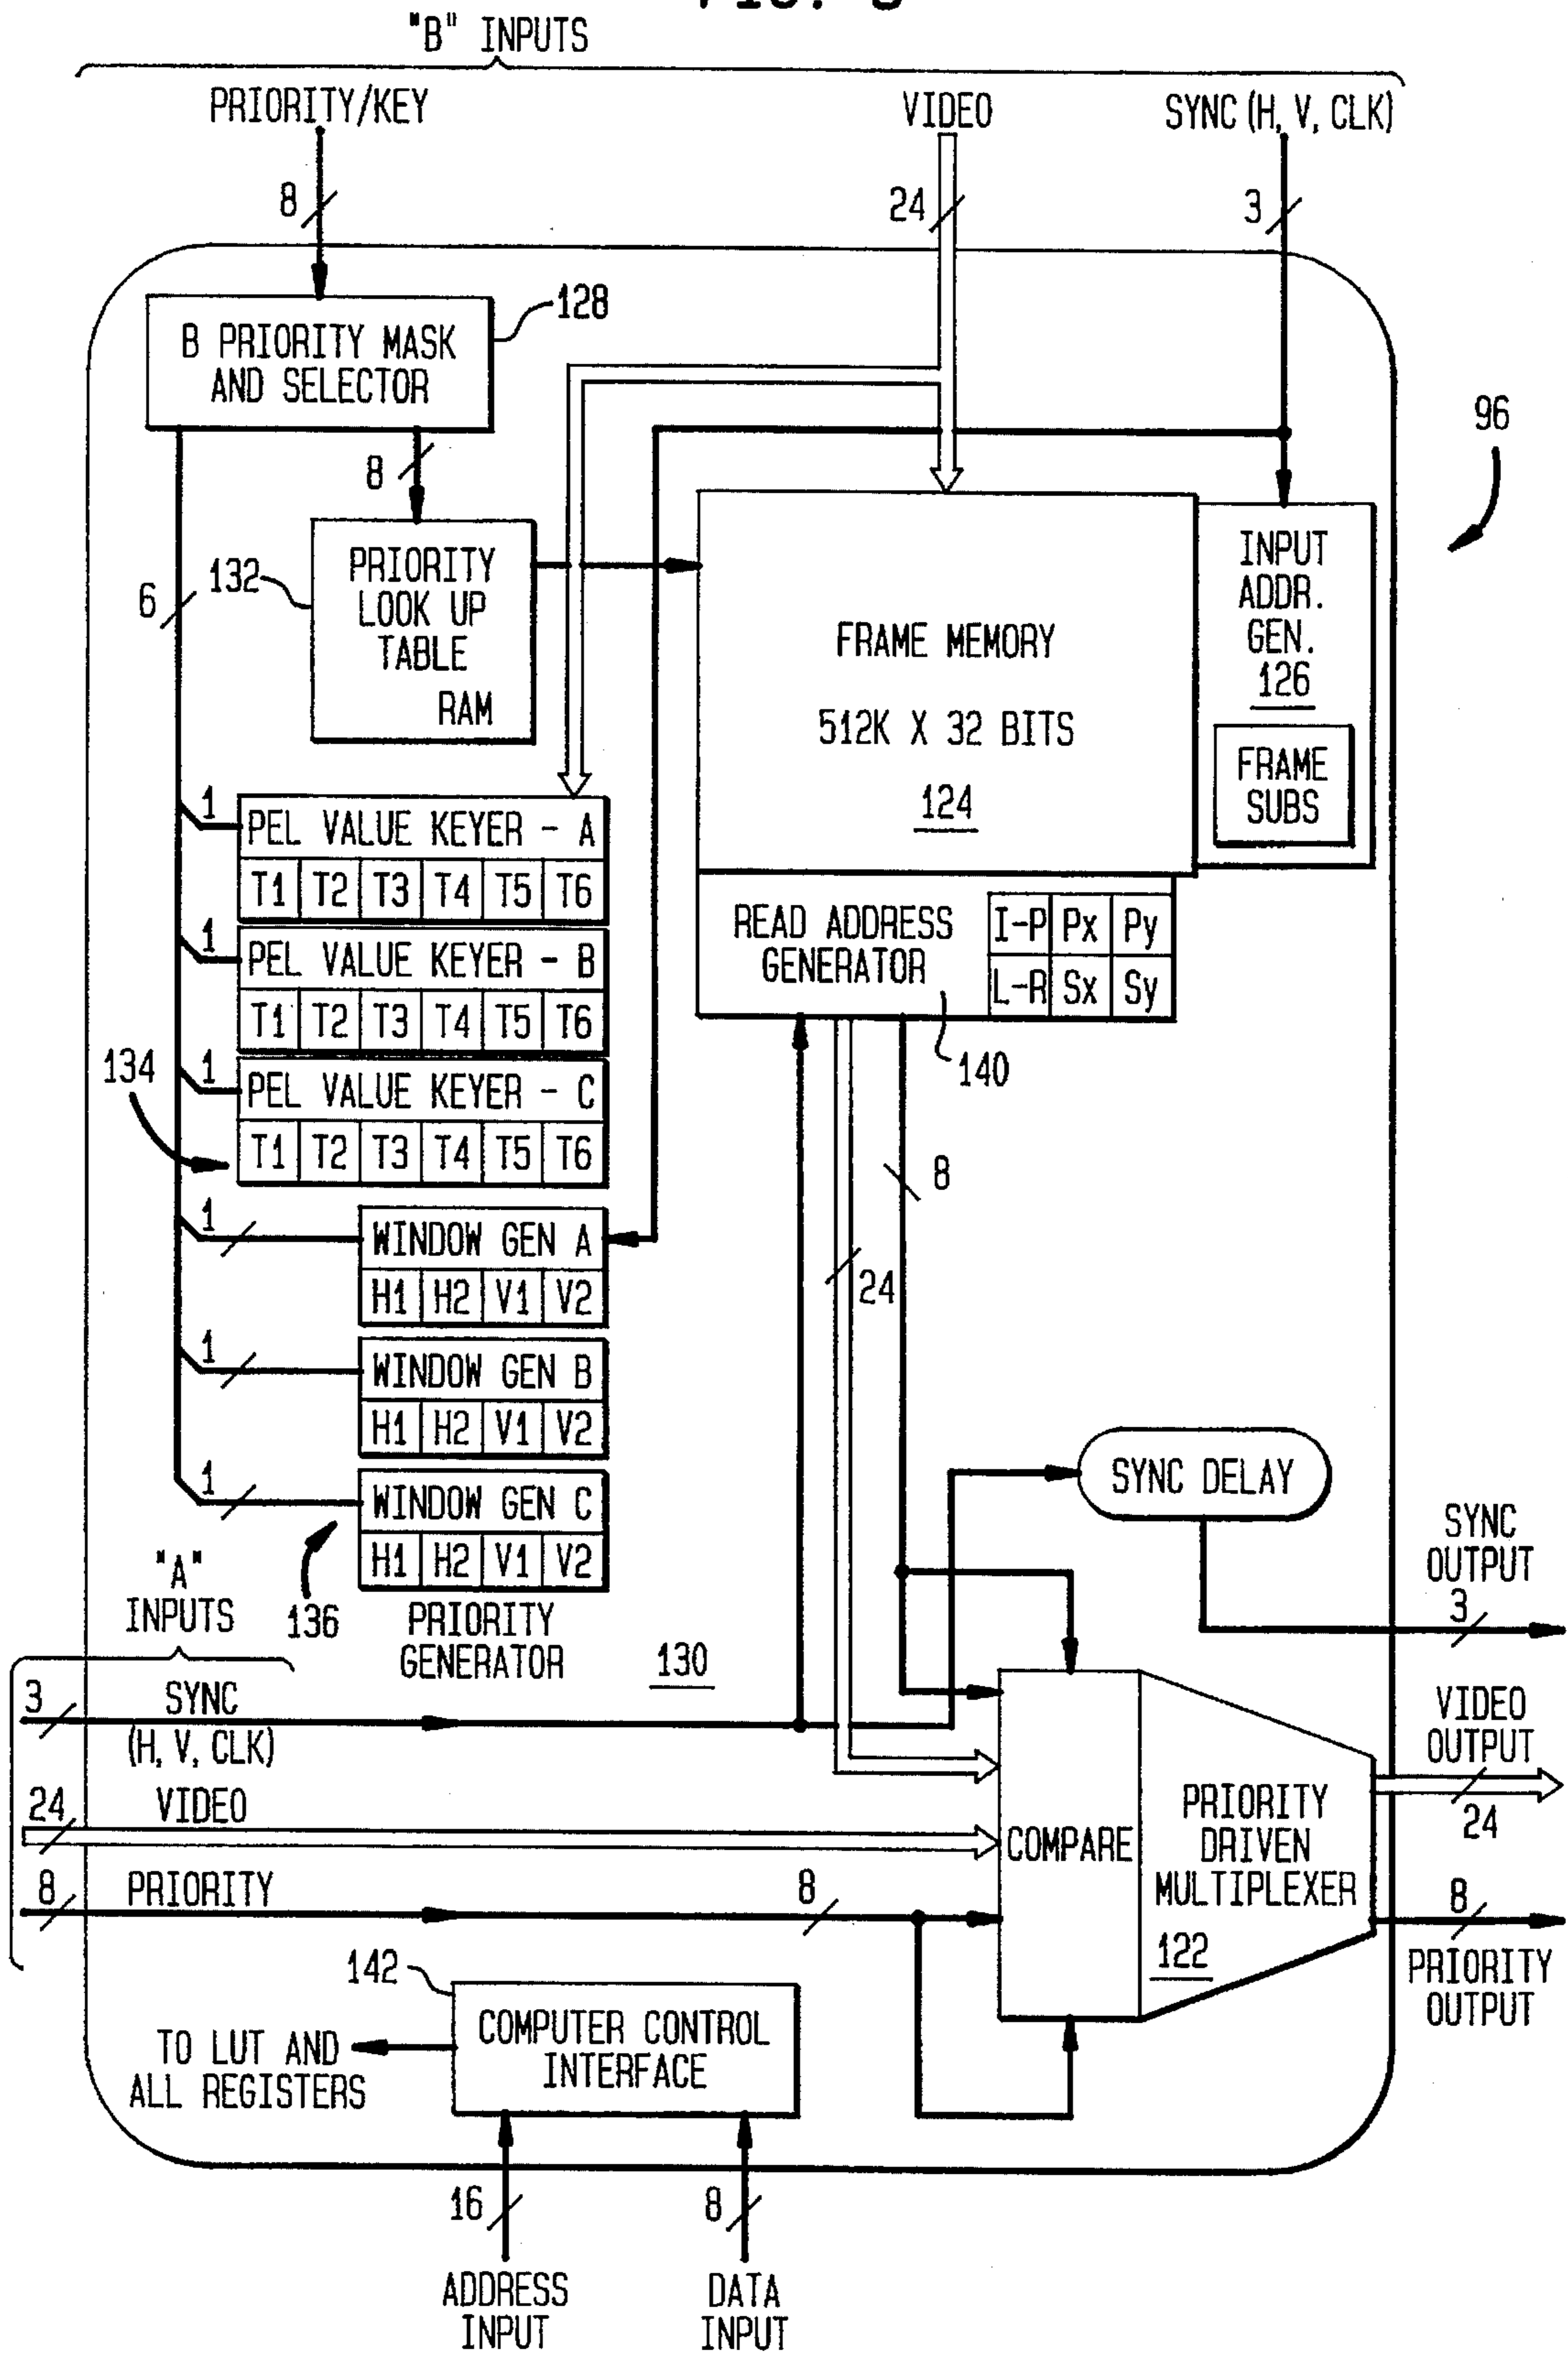 "B" INPUTS
PRIORITY/KEY
VIDEO
SYNC (H, V, CLK)
8
24
3
B PRIORITY MASK
AND SELECTOR
128
96
8
6
132
PRIORITY
LOOK UP
TABLE
RAM
FRAME MEMORY
512K X 32 BITS
124
INPUT
ADDR.
GEN.
126
FRAME
SUBS
1
PEL VALUE KEYER - A
T1 T2 T3 T4 T5 T6
1
PEL VALUE KEYER - B
T1 T2 T3 T4 T5 T6
134
1
PEL VALUE KEYER - C
T1 T2 T3 T4 T5 T6
READ ADDRESS
GENERATOR
I-P Px Py
L-R Sx Sy
140
8
24
1
WINDOW GEN A
H1 H2 V1 V2
1
WINDOW GEN B
H1 H2 V1 V2
1
WINDOW GEN C
H1 H2 V1 V2
136
PRIORITY
GENERATOR
130
SYNC DELAY
SYNC
OUTPUT
3
"A"
INPUTS
3
SYNC
(H, V, CLK)
24
VIDEO
8
PRIORITY
8
COMPARE
PRIORITY
DRIVEN
MULTIPLEXER
122
VIDEO
OUTPUT
24
8
PRIORITY
OUTPUT
142
COMPUTER CONTROL
INTERFACE
TO LUT AND
ALL REGISTERS
16
8
ADDRESS
INPUT
DATA
INPUT